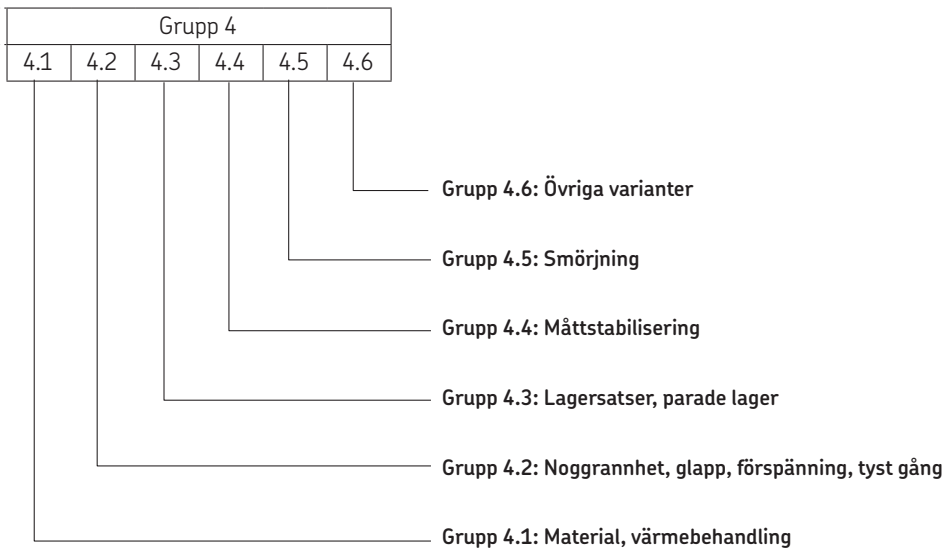 Grupp 4
4.1 4.2 4.3 4.4 4.5 4.6
Grupp 4.6: Övriga varianter
Grupp 4.5: Smörjning
Grupp 4.4: Måttstabilisering
Grupp 4.3: Lagersatser, parade lager
Grupp 4.2: Noggrannhet, glapp, förspänning, tyst gång
Grupp 4.1: Material, värmebehandling